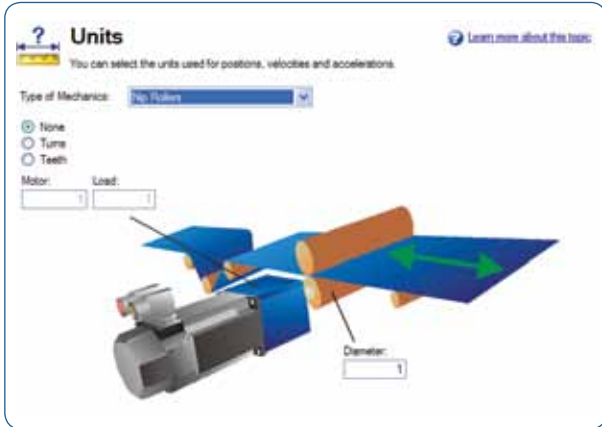 ?
Units
? Learn more about this topic
You can select the units used for positions, velocities and accelerations.
Type of Mechanics: Nip Rollers
None
Turns
Teeth
Motor: Load:
1 1
Diameter:
1